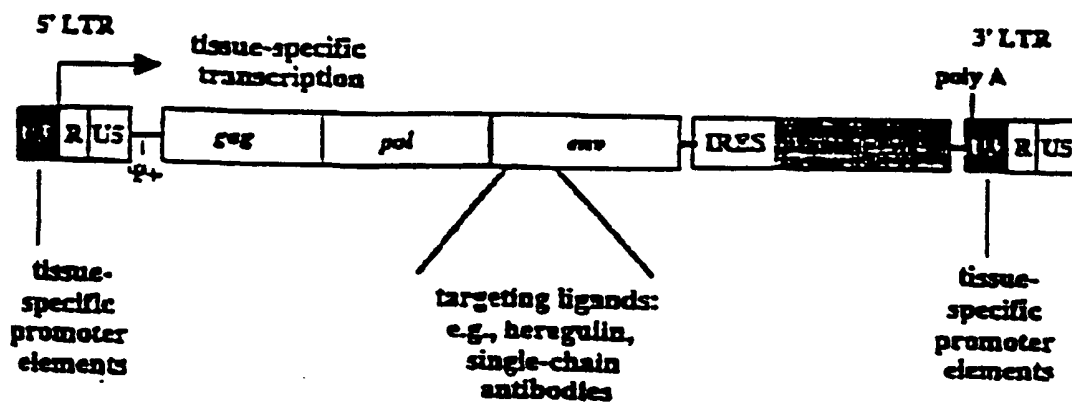 5' LTR
tissue-specific
transcription
3' LTR
poly A
R U5
gag
pol
env
IRES
R U5
Ψ+
tissue-
specific
promoter
elements
targeting ligands:
e.g., heregulin,
single-chain
antibodies
tissue-
specific
promoter
elements